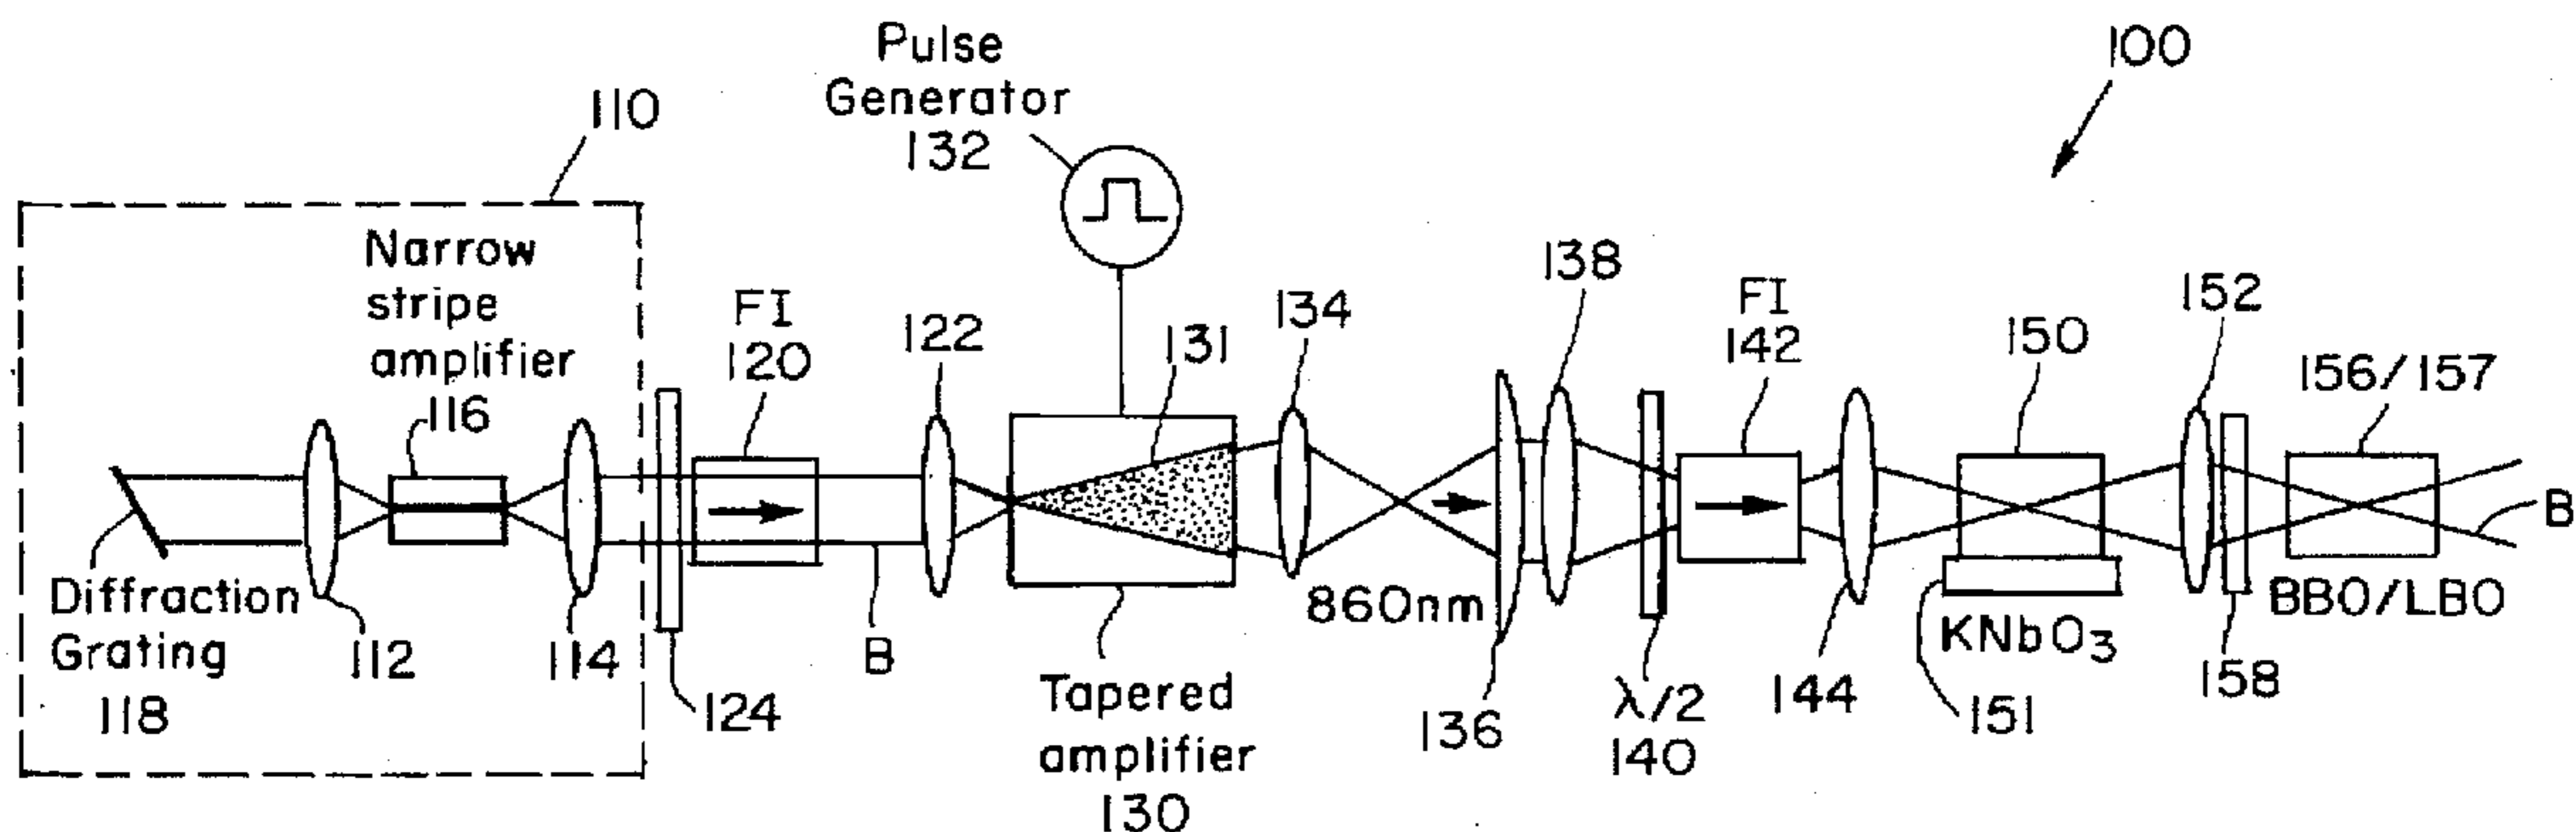 100
Pulse
Generator
132
110
Narrow
stripe
amplifier
116
FI
120
122
131
134
138
FI
142
150
152
156/157
Diffraction
Grating
118
112
114
124
B
Tapered
amplifier
130
860nm
136
λ/2
140
144
KNbO3
151
BBO/LBO
158
B